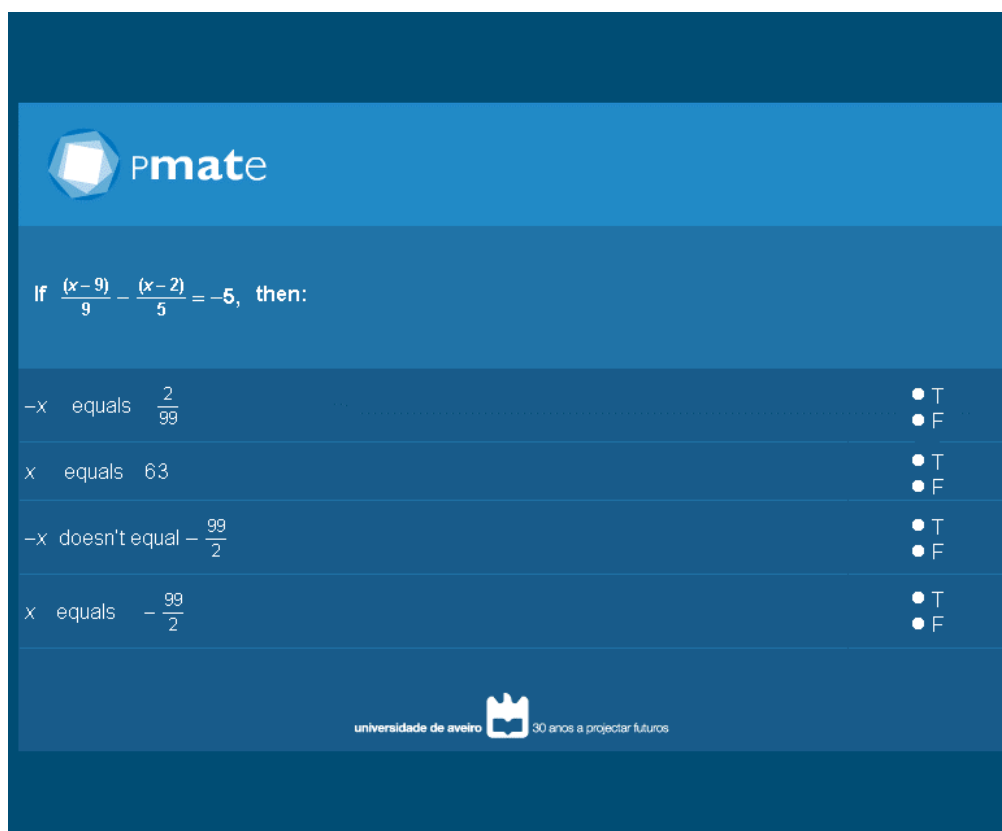 Pmate
If (x – 9)/9 – (x – 2)/5 = –5, then:
–x equals 2/99
T
F
x equals 63
T
F
–x doesn't equal – 99/2
T
F
x equals – 99/2
T
F
universidade de aveiro 30 anos a projectar futuros